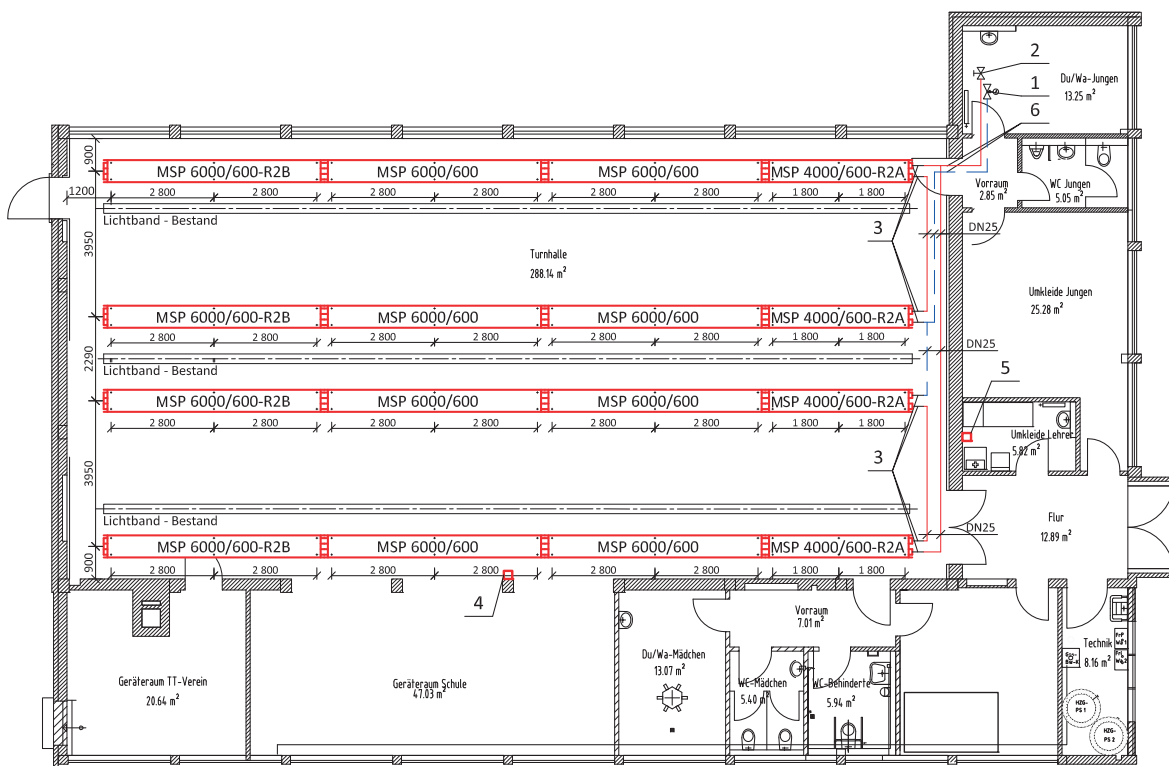 2
Du/Wa-Jungen
13.25 m²
1
6
900
MSP 6000/600-R2B
MSP 6000/600
MSP 6000/600
MSP 4000/600-R2A
1200
2 800
2 800
2 800
2 800
2 800
2 800
1 800
1 800
Vorraum
2.85 m²
WC Jungen
5.05 m²
Lichtband - Bestand
3950
3
DN25
Turnhalle
288.14 m²
Umkleide Jungen
25.28 m²
MSP 6000/600-R2B
MSP 6000/600
MSP 6000/600
MSP 4000/600-R2A
2 800
2 800
2 800
2 800
2 800
2 800
1 800
1 800
DN25
2290
Lichtband - Bestand
5
MSP 6000/600-R2B
MSP 6000/600
MSP 6000/600
MSP 4000/600-R2A
2 800
2 800
2 800
2 800
2 800
2 800
1 800
1 800
Umkleide Lehrer
5.82 m²
3950
3
Lichtband - Bestand
DN25
Flur
12.89 m²
MSP 6000/600-R2B
MSP 6000/600
MSP 6000/600
MSP 4000/600-R2A
900
2 800
2 800
2 800
2 800
2 800
2 800
1 800
1 800
4
Vorraum
7.01 m²
Technik
8.16 m²
Du/Wa-Mädchen
13.07 m²
Geräteraum TT-Verein
20.64 m²
Geräteraum Schule
47.03 m²
WC-Mädchen
5.40 m²
WC-Behinderte
5.94 m²
HZG-
PS 1
HZG-
PS 2